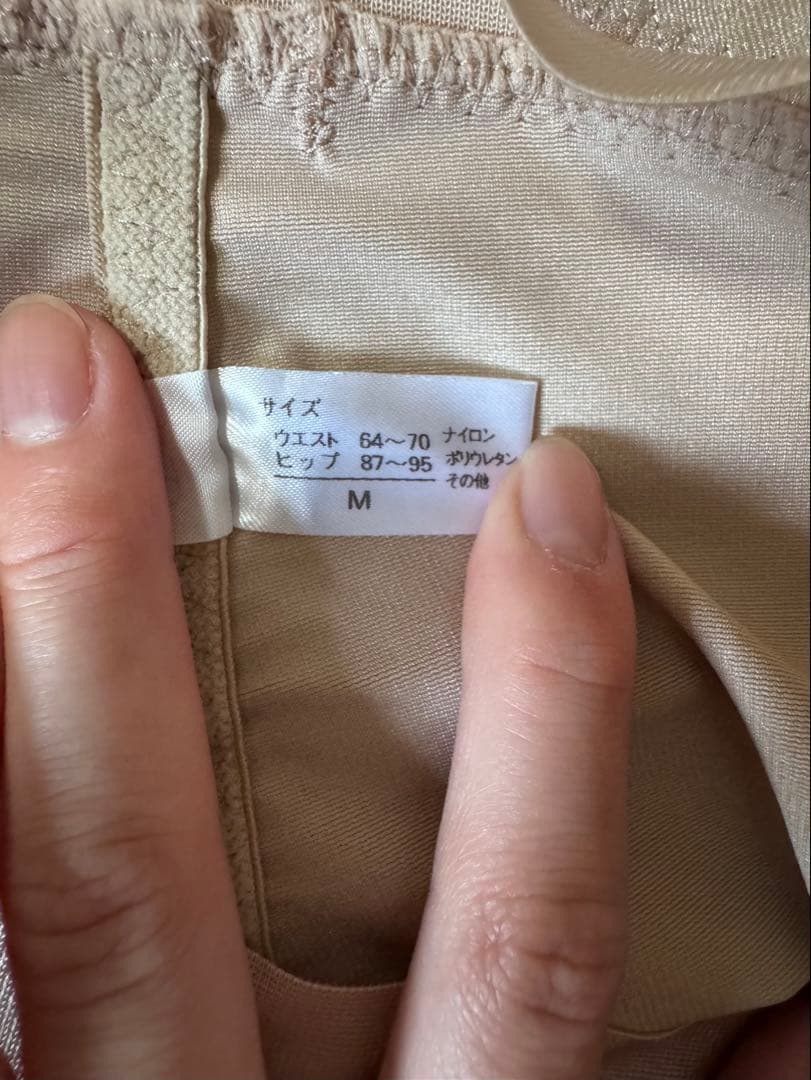 サイズ
ウエスト 64～70
ヒップ 87～95
M
ナイロン
ポリウレタン
その他